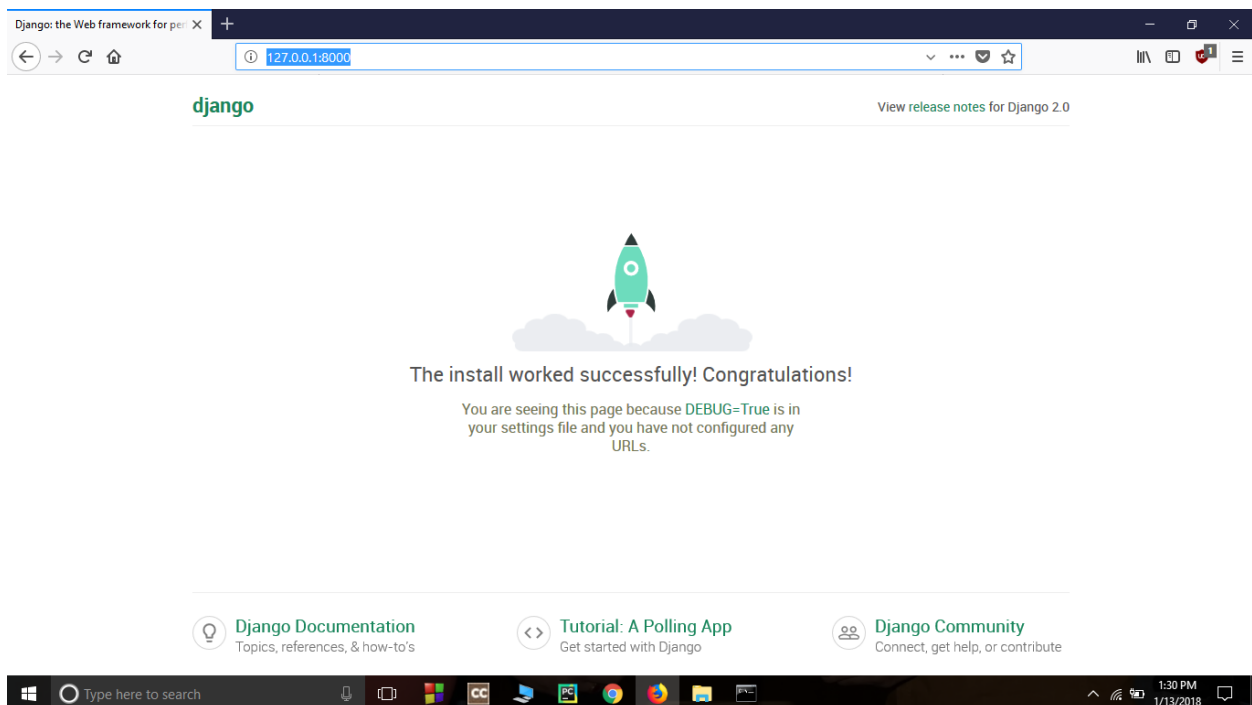 Django: the Web framework for per
127.0.0.1:8000
1
django
View release notes for Django 2.0
The install worked successfully! Congratulations!
You are seeing this page because DEBUG=True is in
your settings file and you have not configured any
URLs.
Django Documentation
Topics, references, & how-to's
Tutorial: A Polling App
Get started with Django
Django Community
Connect, get help, or contribute
Type here to search
CC
PC
1:30 PM
1/13/2018